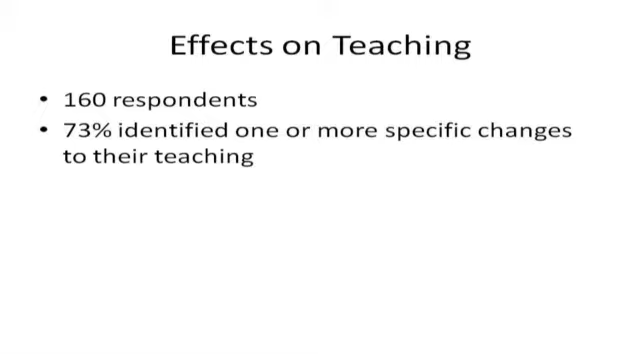 Effects on Teaching
• 160 respondents
• 73% identified one or more specific changes
to their teaching